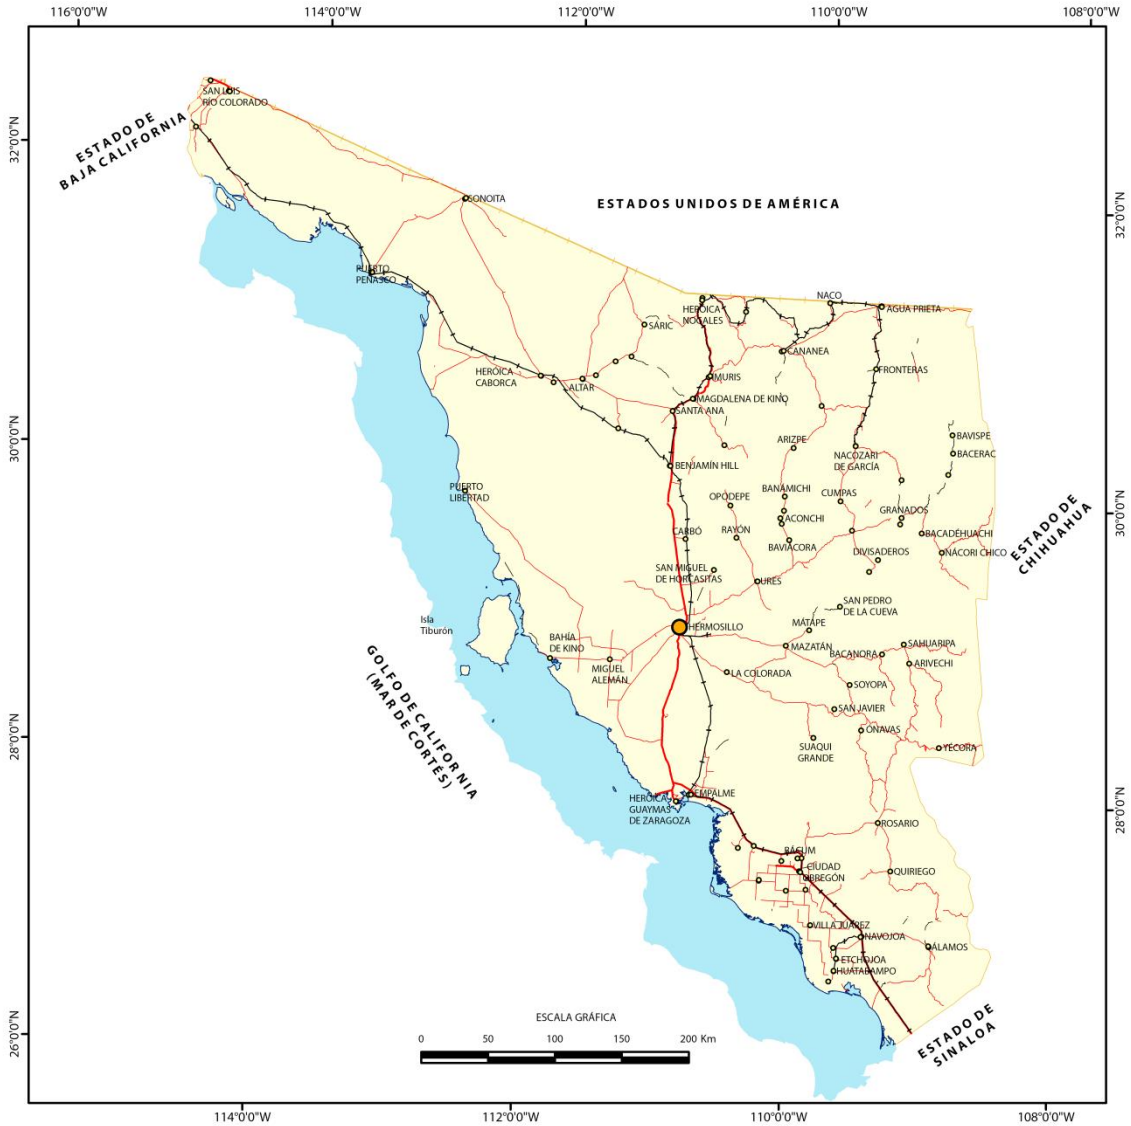 116°0'0"W
114°0'0"W
112°0'0"W
110°0'0"W
108°0'0"W
32°0'0"N
30°0'0"N
28°0'0"N
26°0'0"N
32°0'0"N
30°0'0"N
28°0'0"N
ESTADO DE
BAJA CALIFORNIA
SAN LUIS
RÍO COLORADO
SONOITA
ESTADOS UNIDOS DE AMÉRICA
PUERTO
PEÑASCO
HERÓICA
NOGALES
NACO
AGUA PRIETA
SÁRIC
CANANEA
FRONTERAS
HERÓICA
CABORCA
ALTAR
IMURIS
MAGDALENA DE KINO
SANTA ANA
BENJAMÍN HILL
ARIZPE
NACOZARI
DE GARCÍA
BAVISPE
BACERAC
PUERTO
LIBERTAD
OPODEPE
BANÁMICHI
CUMPAS
GRANADOS
ACONCHI
CARBÓ
RAYÓN
BAVIÁCORA
BACADÉHUACHI
DIVISADEROS
NÁCORI CHICO
ESTADO DE
CHIHUAHUA
SAN MIGUEL
DE HORCASITAS
URES
SAN PEDRO
DE LA CUEVA
Isla
Tiburón
HERMOSILLO
MÁTAPE
MAZATÁN
BACANORA
SAHUARIPA
ARIVECHI
BAHÍA
DE KINO
MIGUEL
ALEMÁN
LA COLORADA
SOYOPA
SAN JAVIER
ONAVAS
SUAQUI
GRANDE
YÉCORA
GOLFO DE CALIFORNIA
(MAR DE CORTÉS)
EMPALME
HERÓICA
GUAYMAS
DE ZARAGOZA
ROSARIO
BÁCUM
CIUDAD
OBREGÓN
QUIRIEGO
VILLA JUÁREZ
NAVOJOA
ÁLAMOS
ETCHOJOA
HUATABAMPO
ESTADO DE
SINALOA
ESCALA GRÁFICA
0 50 100 150 200 Km
114°0'0"W
112°0'0"W
110°0'0"W
108°0'0"W